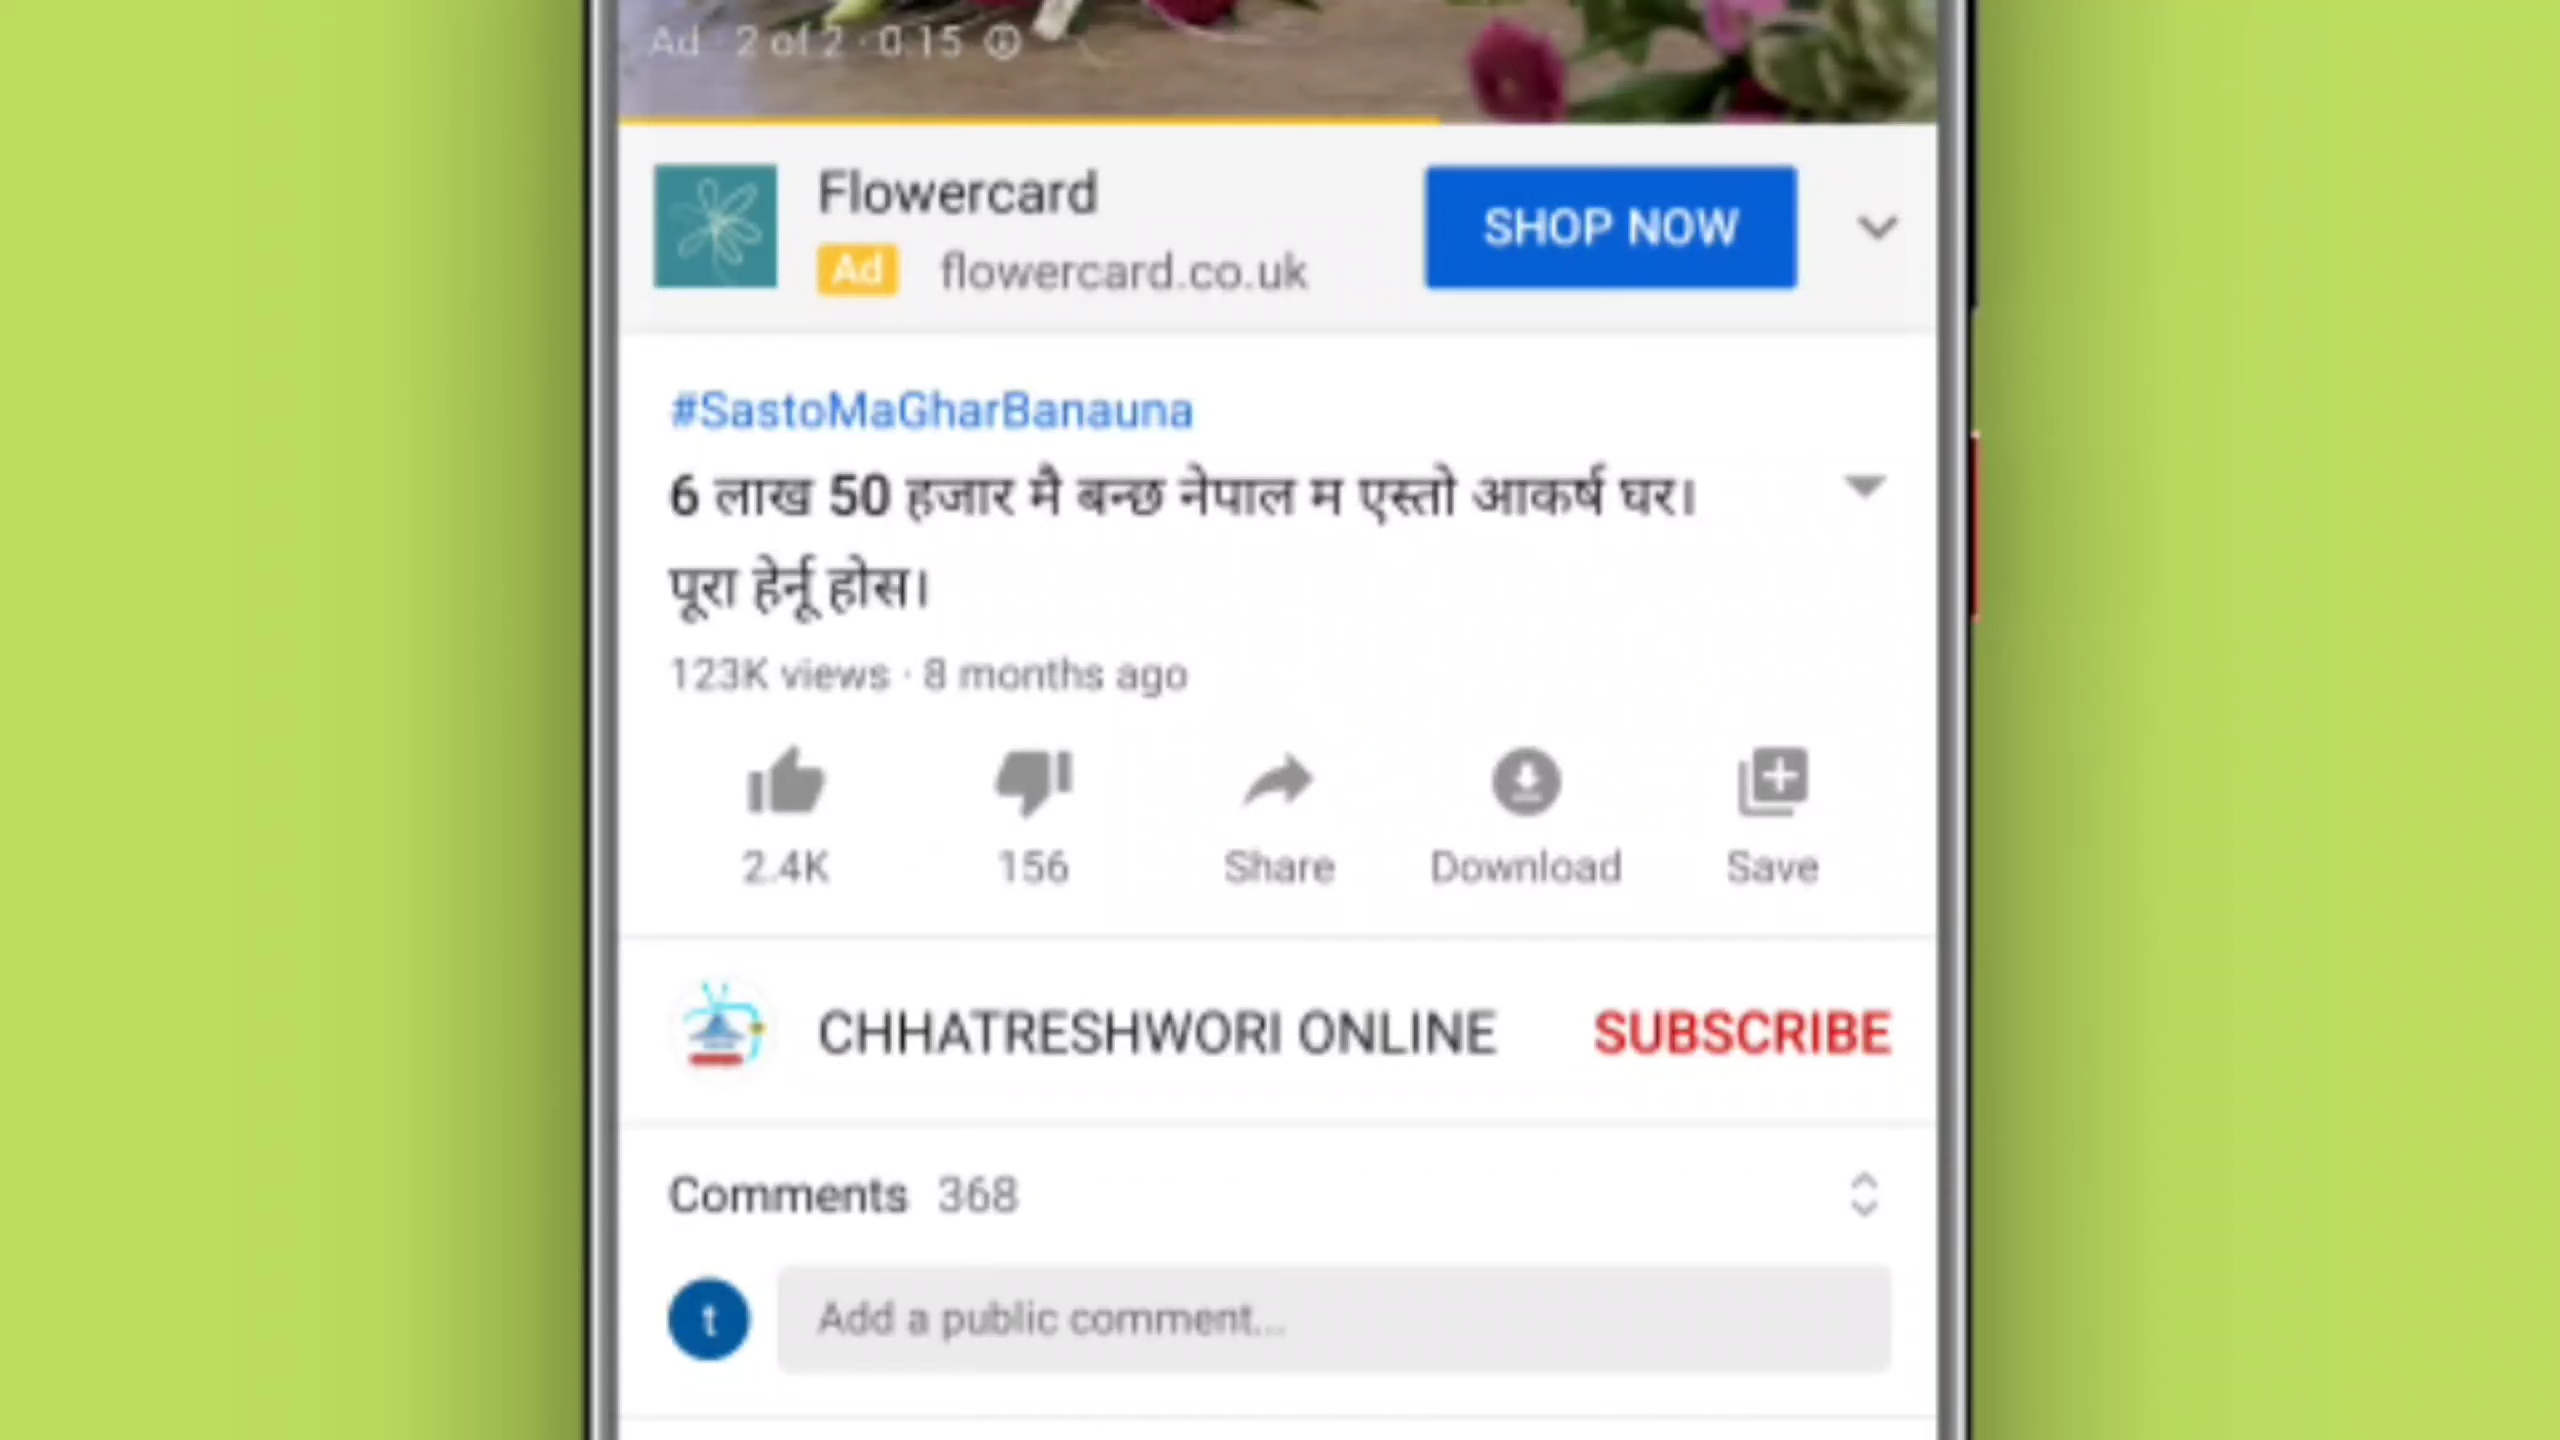 Ad · 2 of 2 · 0:15
Flowercard
SHOP NOW
Ad flowercard.co.uk
#SastoMaGharBanauna
6 लाख 50 हजार मै बन्छ नेपाल म एस्तो आकर्ष घर।
पूरा हेर्नू होस।
123K views · 8 months ago
2.4K 156 Share Download Save
CHHATRESHWORI ONLINE SUBSCRIBE
Comments 368
t Add a public comment...